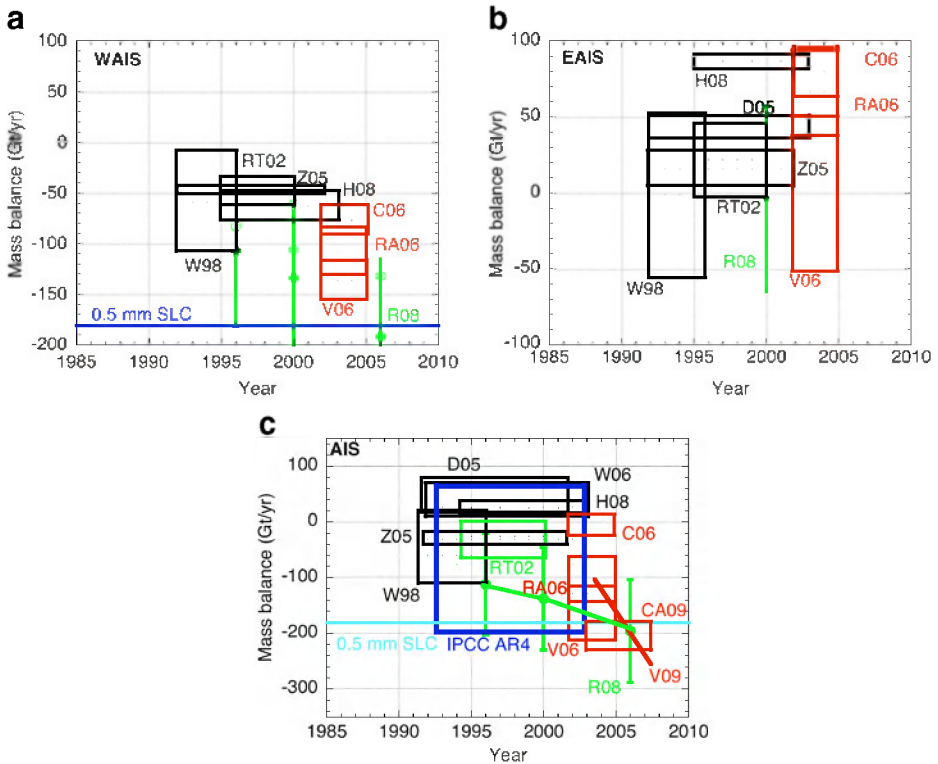 a
WAIS
100
50
0
-50
-100
-150
-200
Mass balance (Gt/yr)
RT02
Z05
H08
C06
RA06
W98
V06
R08
0.5 mm SLC
1985 1990 1995 2000 2005 2010
Year
b
EAIS
100
50
0
-50
-100
Mass balance (Gt/yr)
C06
H08
D05
RA06
Z05
RT02
R08
W98
V06
1985 1990 1995 2000 2005 2010
Year
c
AIS
100
0
-100
-200
-300
Mass balance (Gt/yr)
D05
W06
H08
C06
Z05
RT02
RA06
W98
CA09
0.5 mm SLC
IPCC AR4
V06
V09
R08
1985 1990 1995 2000 2005 2010
Year